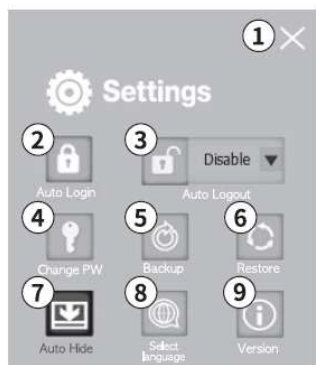 1
Settings
2 3
Disable
Auto Login Auto Logout
4 5 6
Change PW Backup Restore
7 8 9
Auto Hide Select language Version